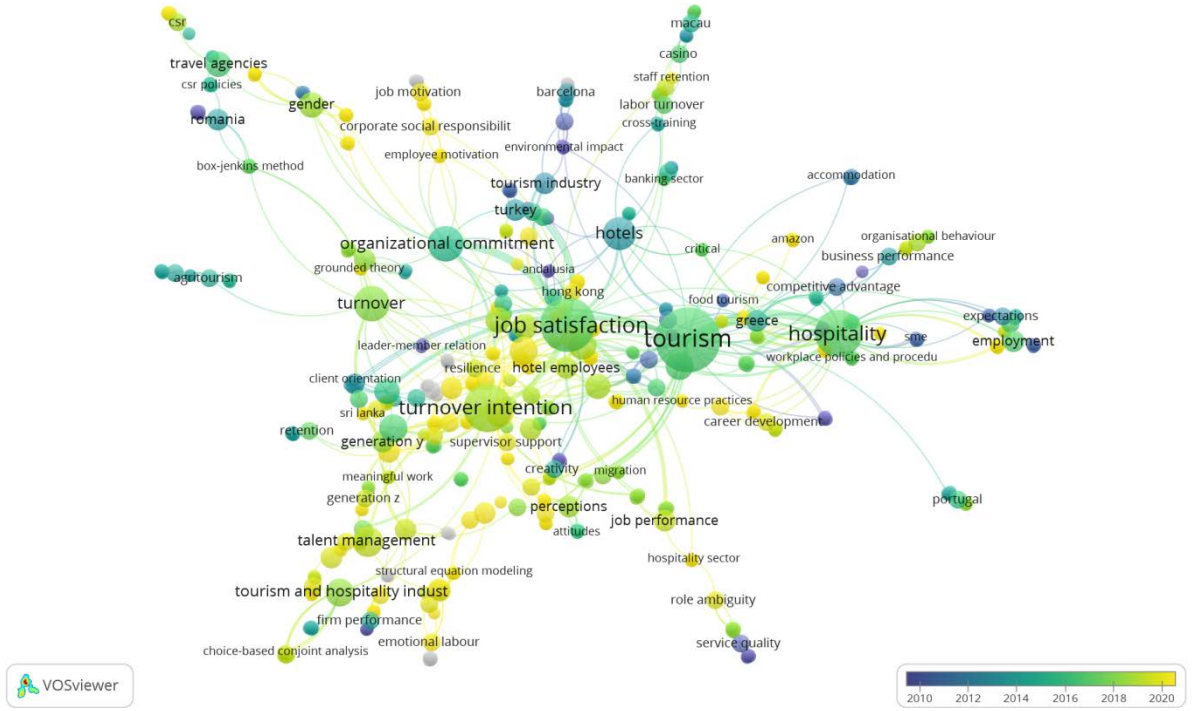 csr
macau
casino
travel agencies
staff retention
csr policies
job motivation
barcelona
gender
labor turnover
romania
corporate social responsibilit
cross-training
environmental impact
employee motivation
box-jenkins method
tourism industry
banking sector
accommodation
turkey
hotels
amazon
organisational behaviour
organizational commitment
critical
business performance
grounded theory
andalusia
agritourism
hong kong
competitive advantage
turnover
food tourism
job satisfaction
tourism
greece
hospitality
expectations
sme
employment
leader-member relation
workplace policies and procedu
resilience
hotel employees
client orientation
human resource practices
sri lanka
turnover intention
career development
retention
generation y
supervisor support
meaningful work
creativity
migration
generation z
perceptions
portugal
job performance
attitudes
talent management
hospitality sector
structural equation modeling
tourism and hospitality indust
role ambiguity
firm performance
emotional labour
service quality
choice-based conjoint analysis
VOSviewer
2010 2012 2014 2016 2018 2020